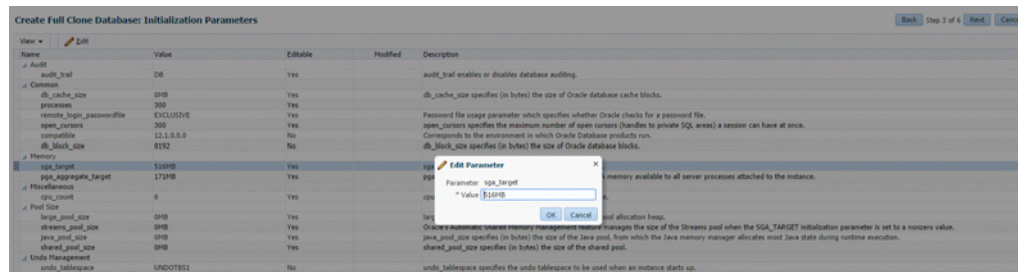 Create Full Clone Database: Initialization Parameters Back Step 3 of 6 Next Cance
View Edit
Name Value Editable Modified Description
Audit
audit_trail DB Yes audit_trail enables or disables database auditing.
Common
db_cache_size 0MB Yes db_cache_size specifies (in bytes) the size of Oracle database cache blocks.
processes 300 Yes
remote_login_passwordfile EXCLUSIVE Yes Password file usage parameter which specifies whether Oracle checks for a password file.
open_cursors 300 Yes open_cursors specifies the maximum number of open cursors (handles to private SQL areas) a session can have at once.
compatible 12.1.0.0.0 No Corresponds to the environment in which Oracle Database products run.
db_block_size 8192 No db_block_size specifies (in bytes) the size of Oracle database blocks.
Memory
sga_target 516MB Yes sga
pga_aggregate_target 171MB Yes pga memory available to all server processes attached to the instance.
Edit Parameter
Parameter sga_target
* Value 516MB
OK Cancel
Miscellaneous
cpu_count 6 Yes cpu
Pool Size
large_pool_size 0MB Yes larg ool allocation heap.
streams_pool_size 0MB Yes Oracle's Automatic Shared Memory Management feature manages the size of the Streams pool when the SGA_TARGET initialization parameter is set to a nonzero value.
java_pool_size 0MB Yes java_pool_size specifies (in bytes) the size of the Java pool, from which the Java memory manager allocates most Java state during runtime execution.
shared_pool_size 0MB Yes shared_pool_size specifies (in bytes) the size of the shared pool.
Undo Management
undo_tablespace UNDOTBS1 No undo_tablespace specifies the undo tablespace to be used when an instance starts up.